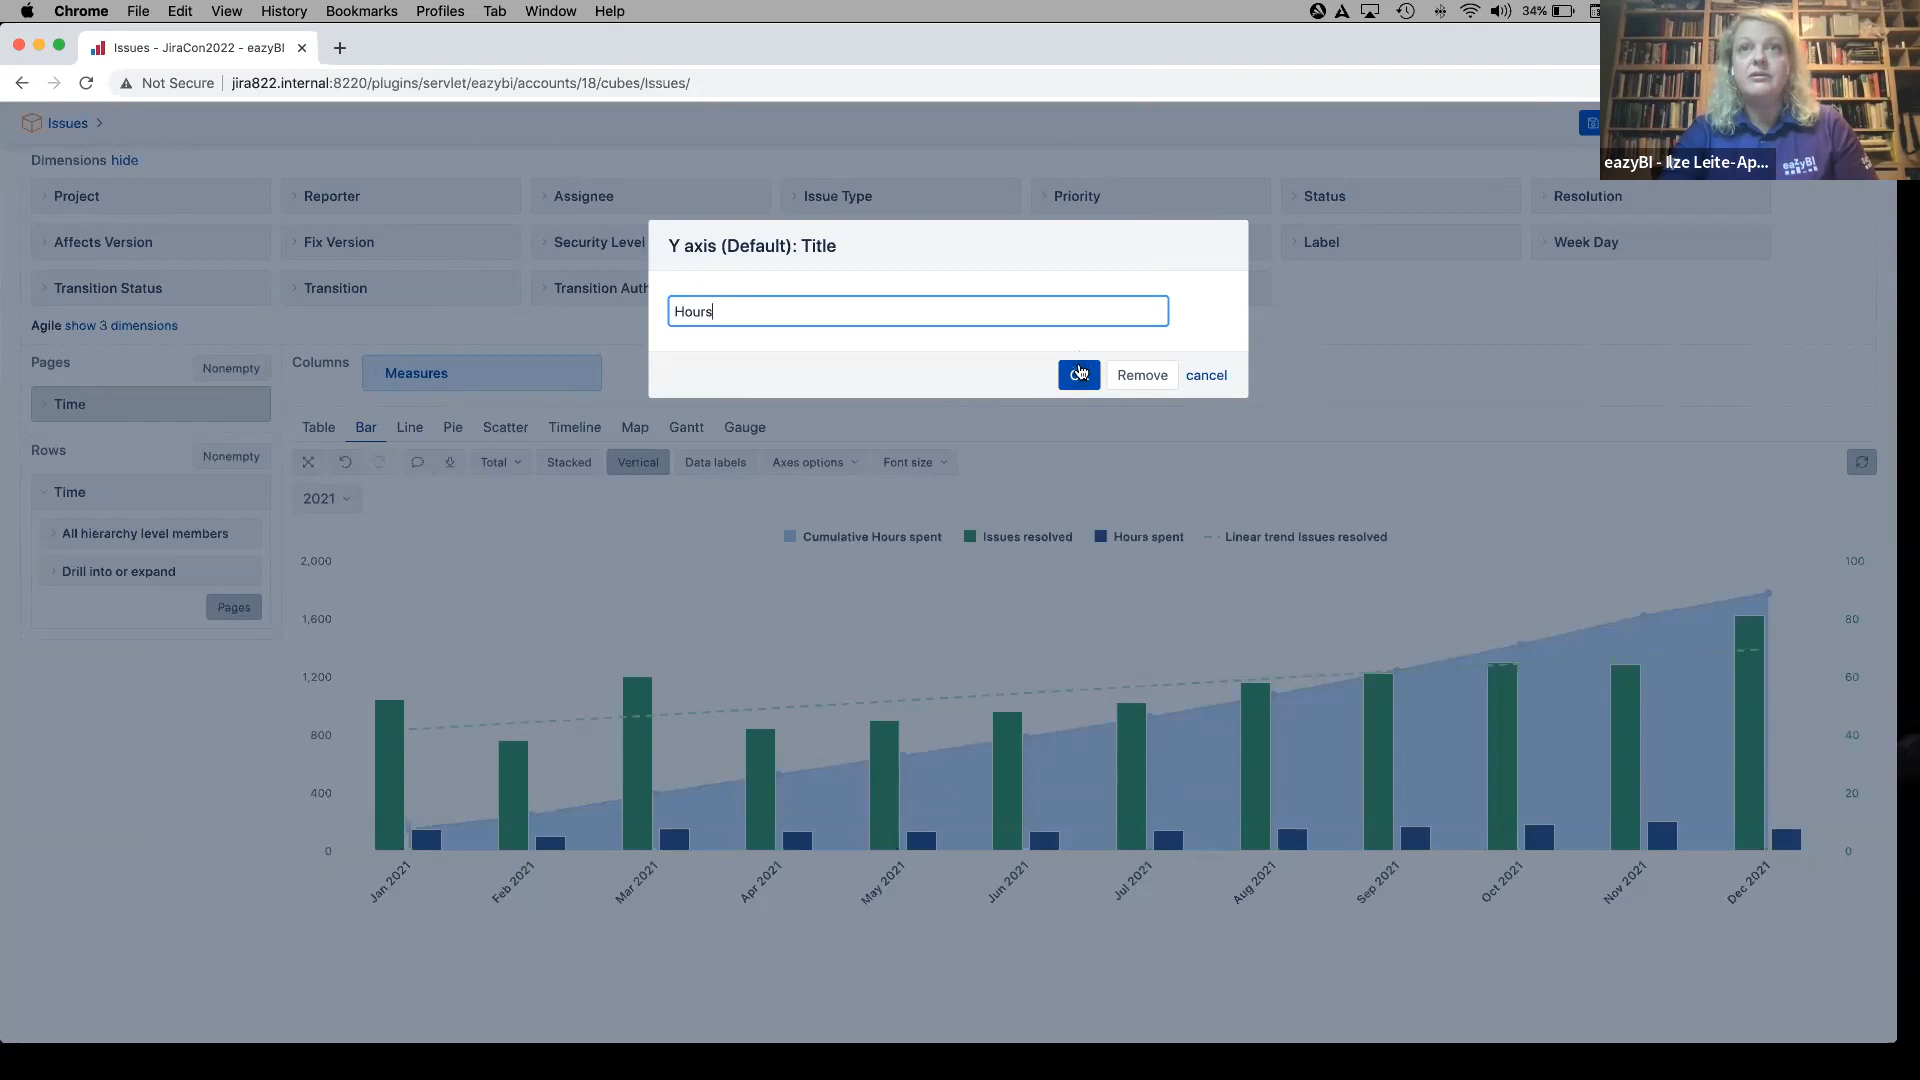 Chrome File Edit View History Bookmarks Profiles Tab Window Help 34%
Issues - JiraCon2022 - eazyBI
Not Secure jira822.internal:8220/plugins/servlet/eazybi/accounts/18/cubes/Issues/
eazyBI
eazyBI - Ilze Leite-Ap...
Issues
Dimensions hide
Project Reporter Assignee Issue Type Priority Status Resolution
Affects Version Fix Version Security Level Label Week Day
Transition Status Transition Transition Auth
Agile show 3 dimensions
Y axis (Default): Title
Hours
Remove cancel
Pages Nonempty
Time
Columns Measures
Rows Nonempty
Time
All hierarchy level members
Drill into or expand
Pages
Table Bar Line Pie Scatter Timeline Map Gantt Gauge
Total Stacked Vertical Data labels Axes options Font size
2021
Cumulative Hours spent Issues resolved Hours spent Linear trend Issues resolved
2,000 100
1,600 80
1,200 60
800 40
400 20
0 0
Jan 2021 Feb 2021 Mar 2021 Apr 2021 May 2021 Jun 2021 Jul 2021 Aug 2021 Sep 2021 Oct 2021 Nov 2021 Dec 2021